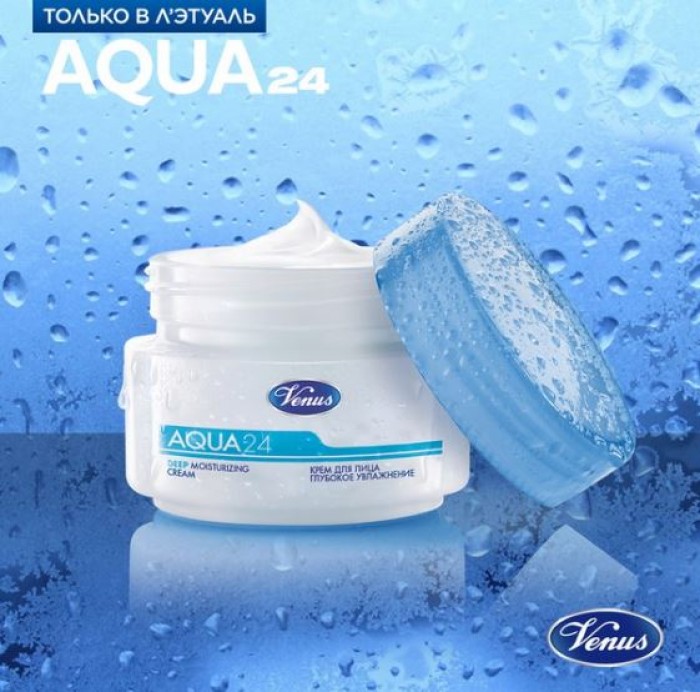 ТОЛЬКО В Л'ЭТУАЛЬ
AQUA24
Venus
AQUA24
DEEP MOISTURIZING
CREAM
КРЕМ ДЛЯ ЛИЦА
ГЛУБОКОЕ УВЛАЖНЕНИЕ
Venus